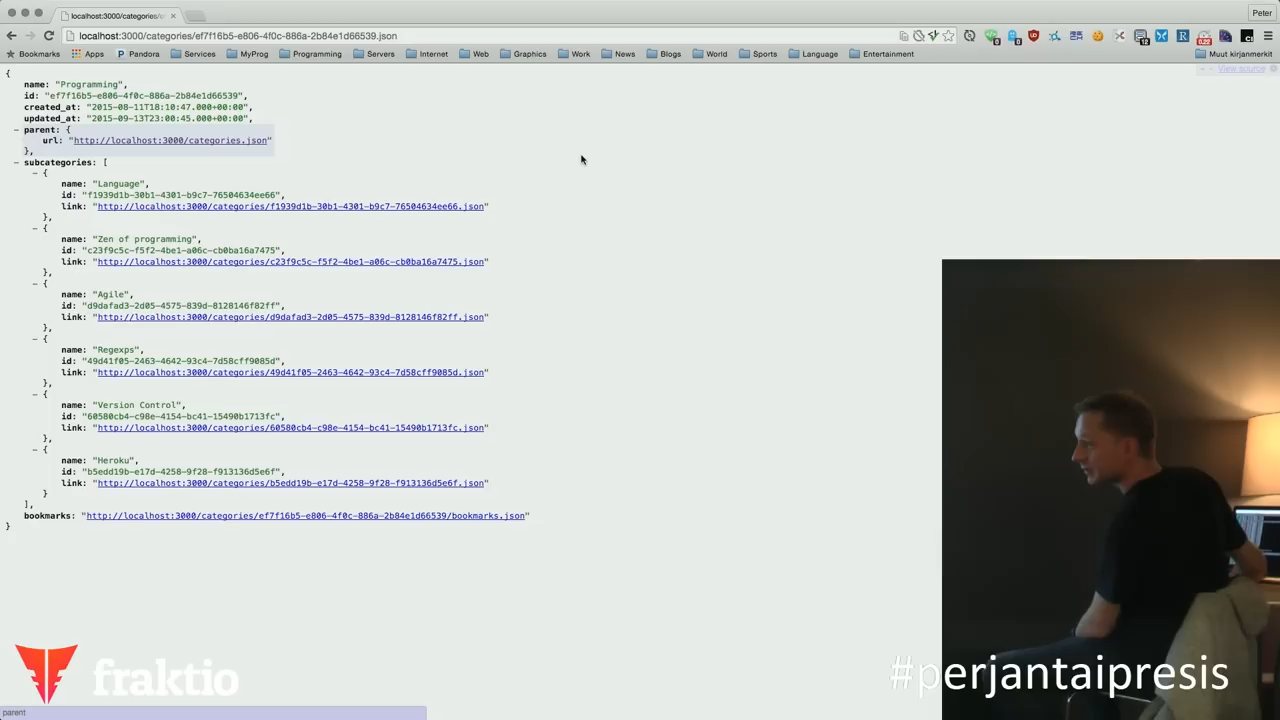 localhost:3000/categories/e
Peter
localhost:3000/categories/ef7f16b5-e806-4f0c-886a-2b84e1d66539.json
Bookmarks Apps Pandora Services MyProg Programming Servers Internet Web Graphics Work News Blogs World Sports Language Entertainment Muut kirjanmerkit
View source
{
name: "Programming",
id: "ef7f16b5-e806-4f0c-886a-2b84e1d66539",
created_at: "2015-08-11T18:10:47.000+00:00",
updated_at: "2015-09-13T23:00:45.000+00:00",
- parent: {
url: "http://localhost:3000/categories.json"
},
- subcategories: [
- {
name: "Language",
id: "f1939d1b-30b1-4301-b9c7-76504634ee66",
link: "http://localhost:3000/categories/f1939d1b-30b1-4301-b9c7-76504634ee66.json"
},
- {
name: "Zen of programming",
id: "c23f9c5c-f5f2-4be1-a06c-cb0ba16a7475",
link: "http://localhost:3000/categories/c23f9c5c-f5f2-4be1-a06c-cb0ba16a7475.json"
},
- {
name: "Agile",
id: "d9dafad3-2d05-4575-839d-8128146f82ff",
link: "http://localhost:3000/categories/d9dafad3-2d05-4575-839d-8128146f82ff.json"
},
- {
name: "Regexps",
id: "49d41f05-2463-4642-93c4-7d58cff9085d",
link: "http://localhost:3000/categories/49d41f05-2463-4642-93c4-7d58cff9085d.json"
},
- {
name: "Version Control",
id: "60580cb4-c98e-4154-bc41-15490b1713fc",
link: "http://localhost:3000/categories/60580cb4-c98e-4154-bc41-15490b1713fc.json"
},
- {
name: "Heroku",
id: "b5edd19b-e17d-4258-9f28-f913136d5e6f",
link: "http://localhost:3000/categories/b5edd19b-e17d-4258-9f28-f913136d5e6f.json"
}
],
bookmarks: "http://localhost:3000/categories/ef7f16b5-e806-4f0c-886a-2b84e1d66539/bookmarks.json"
}
fraktio
#perjantaipresis
parent